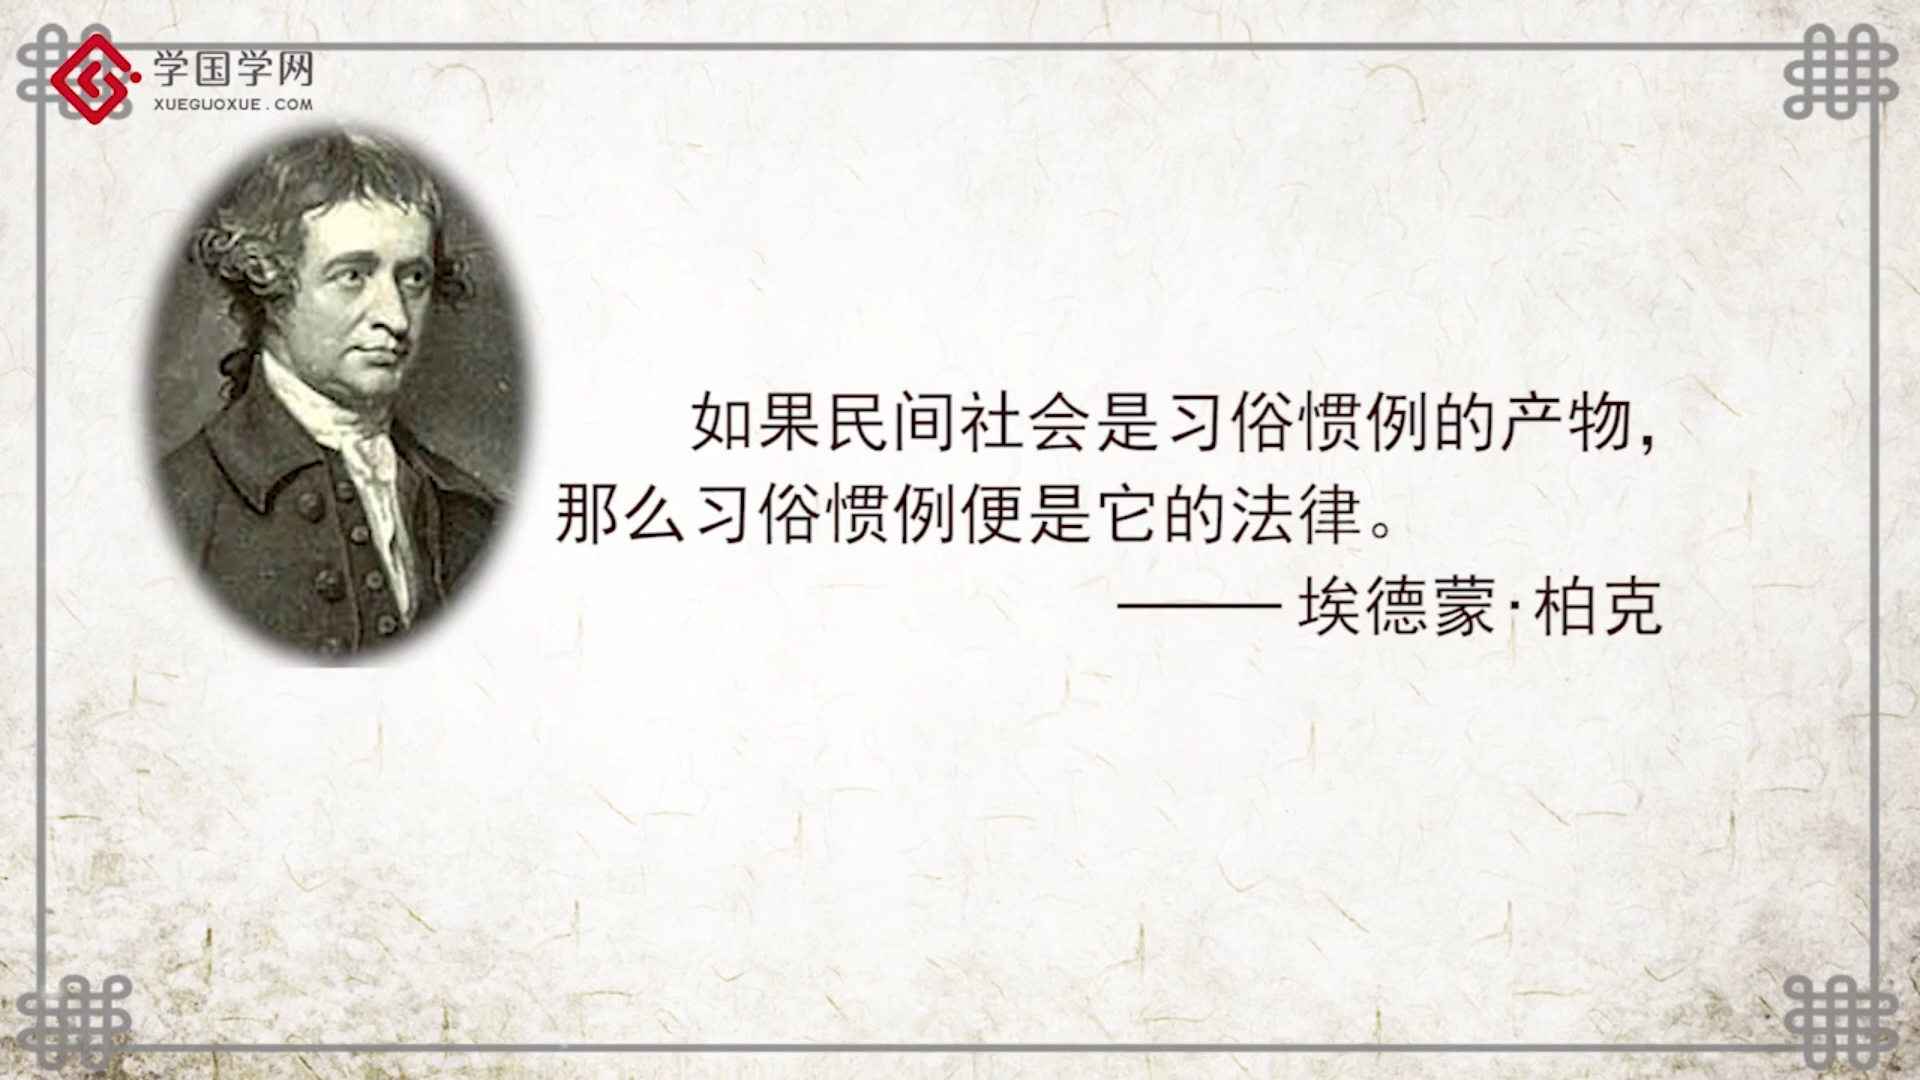 学国学网
XUEGUOXUE.COM
如果民间社会是习俗惯例的产物，
那么习俗惯例便是它的法律。
——埃德蒙·柏克